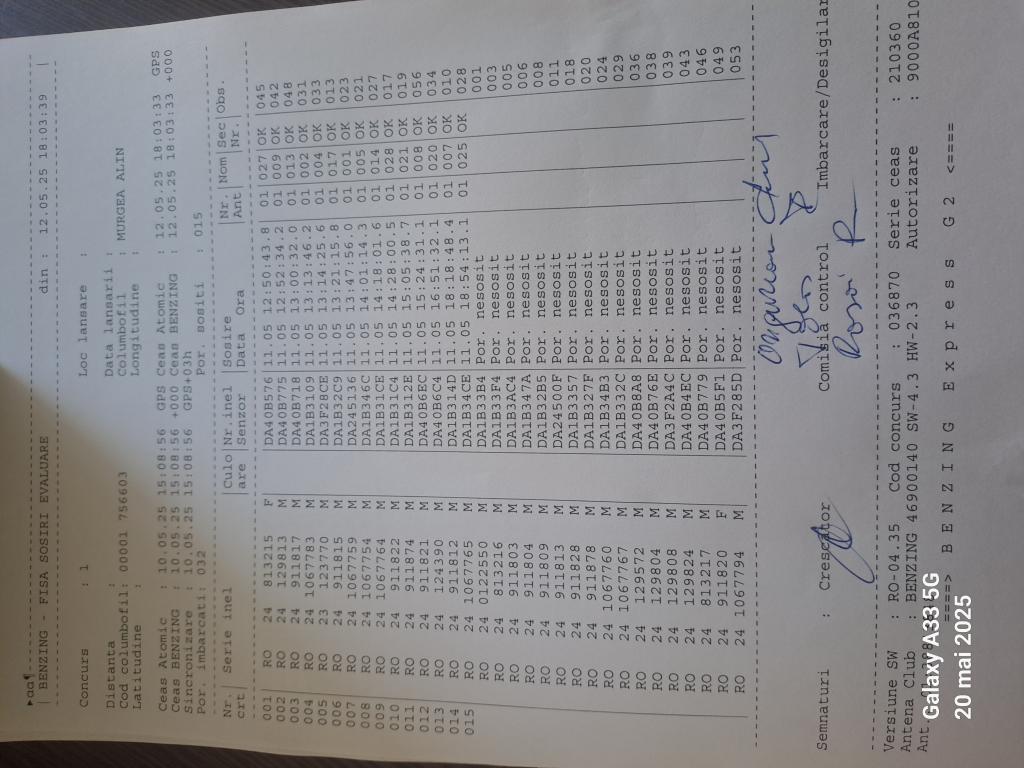 ▸αα¶
| BENZING - FISA SOSIRI EVALUARE din : 12.05.25 18:03:39 |
Concurs : 1 Loc lansare :
Distanta : Data lansarii :
Cod columbofil: 00001 756603 Columbofil : MURGEA ALIN
Latitudine : Longitudine :
Ceas Atomic : 10.05.25 15:08:56 GPS Ceas Atomic : 12.05.25 18:03:33 GPS
Ceas BENZING : 10.05.25 15:08:56 +000 Ceas BENZING : 12.05.25 18:03:33 +000
Sincronizare : 10.05.25 15:08:56 GPS+03h
Por. imbarcati: 032 Por. sositi : 015
Nr. Serie inel |Culo|Nr.inel |Sosire |Nr. |Nom|Sec|Obs.
crt| are |Senzor |Data Ora |Ant|Nr.
001 RO 24 813215 F DA40B576 11.05 12:50:43.8 01 027 OK 045
002 RO 24 129813 M DA40B775 11.05 12:52:34.2 01 009 OK 042
003 RO 24 911817 M DA40B718 11.05 13:03:32.0 01 013 OK 048
004 RO 24 1067783 M DA1B3109 11.05 13:13:46.2 01 002 OK 031
005 RO 23 123770 M DA3F28CE 11.05 13:14:25.6 01 004 OK 033
006 RO 24 911815 M DA1B32C9 11.05 13:21:15.8 01 017 OK 013
007 RO 24 1067759 M DA245136 11.05 13:47:56.0 01 001 OK 023
008 RO 24 1067754 M DA1B346C 11.05 14:11:14.3 01 005 OK 021
009 RO 24 1067764 M DA1B31CE 11.05 14:18:01.6 01 014 OK 027
010 RO 24 911822 M DA1B31C4 11.05 14:28:00.5 01 028 OK 017
011 RO 24 911874 M DA1B312E 11.05 15:05:38.7 01 021 OK 019
012 RO 24 911821 M DA40B6EC 11.05 15:24:31.1 01 008 OK 056
013 RO 24 124390 M DA40B6C6 11.05 16:51:32.1 01 020 OK 034
014 RO 24 911812 M DA1B314D 11.05 18:18:48.4 01 007 OK 010
015 RO 24 1067765 M DA1B34CE 11.05 18:54:13.1 01 025 OK 028
RO 24 0122550 M DA1B33B4 Por. nesosit 001
RO 24 813216 M DA1B33F4 Por. nesosit 003
RO 24 911803 M DA1B3AC4 Por. nesosit 005
RO 24 911804 M DA1B347A Por. nesosit 006
RO 24 911809 M DA1B32B5 Por. nesosit 008
RO 24 911828 M DA24500F Por. nesosit 011
RO 24 911878 M DA1B3357 Por. nesosit 018
RO 24 1067760 M DA1B327F Por. nesosit 020
RO 24 1067767 M DA1B34B3 Por. nesosit 024
RO 24 129572 M DA1B332C Por. nesosit 029
RO 24 129804 M DA40B8A8 Por. nesosit 036
RO 24 129808 M DA40B76E Por. nesosit 038
RO 24 129824 M DA3F2A4C Por. nesosit 039
RO 24 813217 M DA40B4EC Por. nesosit 043
RO 24 911820 F DA40B779 Por. nesosit 046
RO 24 1067794 M DA40B5F1 Por. nesosit 049
DA3F285D Por. nesosit 053
Semnaturi : Crescator Comisia control Imbarcare/Desigilar
Versiune SW : RO-04.35 Cod concurs : 036870 Serie ceas : 210360
Antena Club : BENZING 46900140 SW-4.3 HW-2.3 Autorizare : 9000A810
====> B E N Z I N G E x p r e s s G 2 <====
Galaxy A33 5G
20 mai 2025